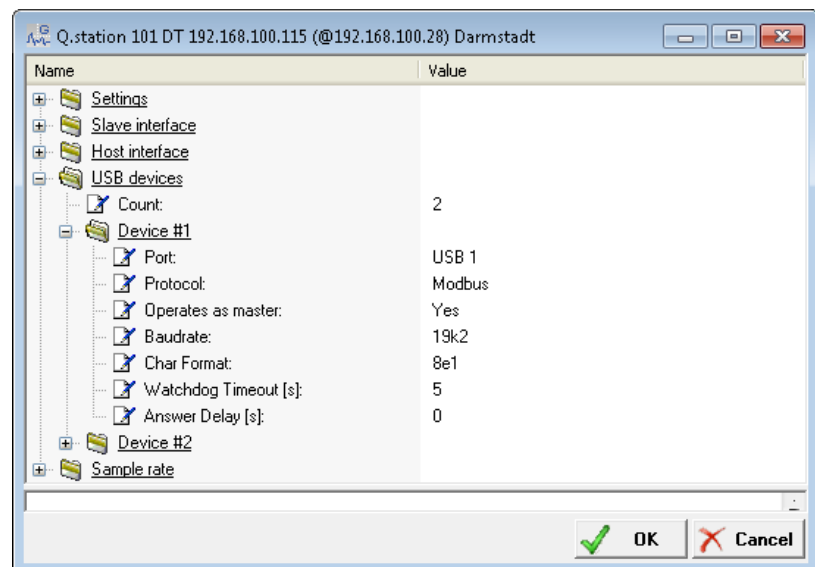 Q.station 101 DT 192.168.100.115 (@192.168.100.28) Darmstadt
Name Value
Settings
Slave interface
Host interface
USB devices
Count: 2
Device #1
Port: USB 1
Protocol: Modbus
Operates as master: Yes
Baudrate: 19k2
Char Format: 8e1
Watchdog Timeout [s]: 5
Answer Delay [s]: 0
Device #2
Sample rate
OK Cancel